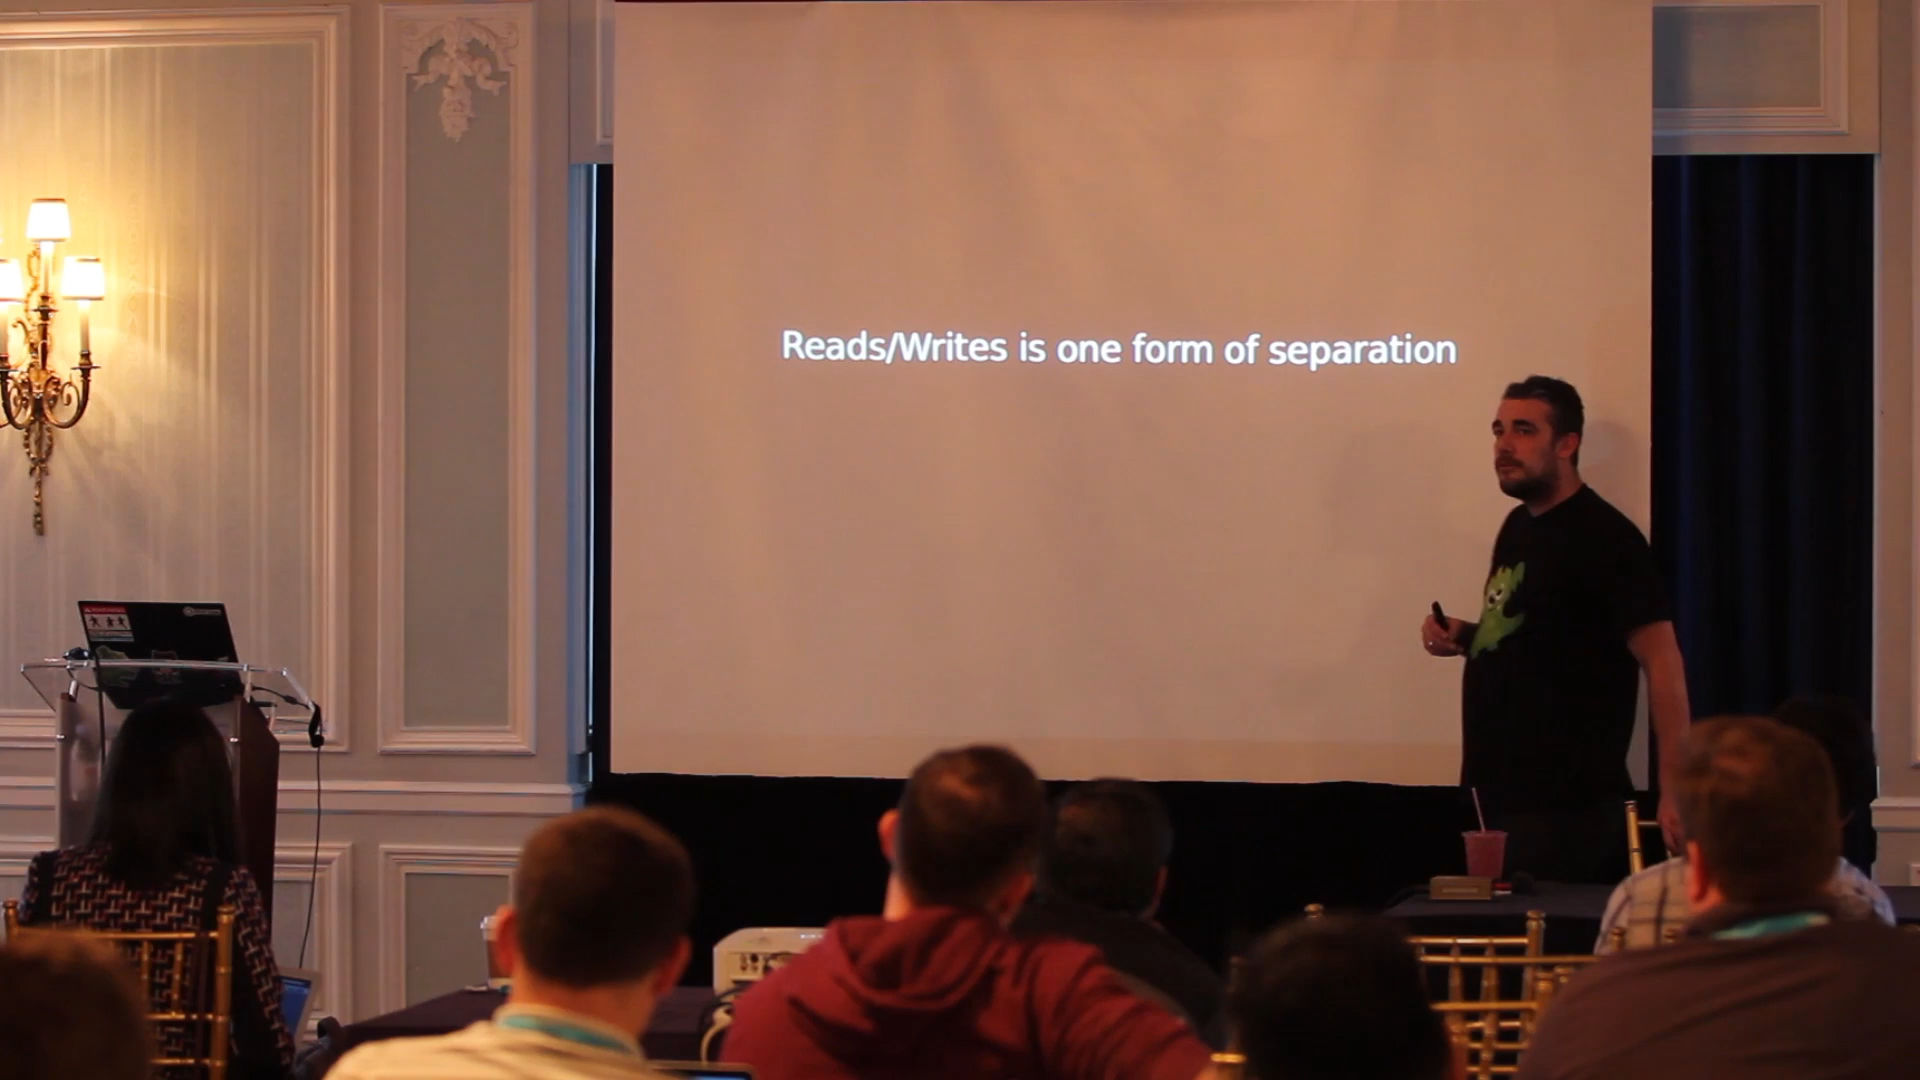 Reads/Writes is one form of separation